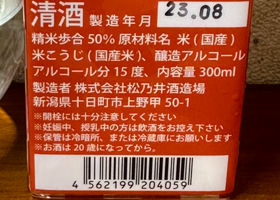 清酒 製造年月 23.08
精米歩合 50% 原材料名 米(国産)
米こうじ(国産米)、醸造アルコール
アルコール分 15度、内容量 300ml
製造者 株式会社松乃井酒造場
新潟県十日町市上野甲 50-1
※開栓には十分注意してください
※妊娠中、授乳中の方は飲酒をお控え下さい
※保管は冷暗所、または冷蔵庫にお願いします
※お酒は20歳になってから。
4 562199 204059